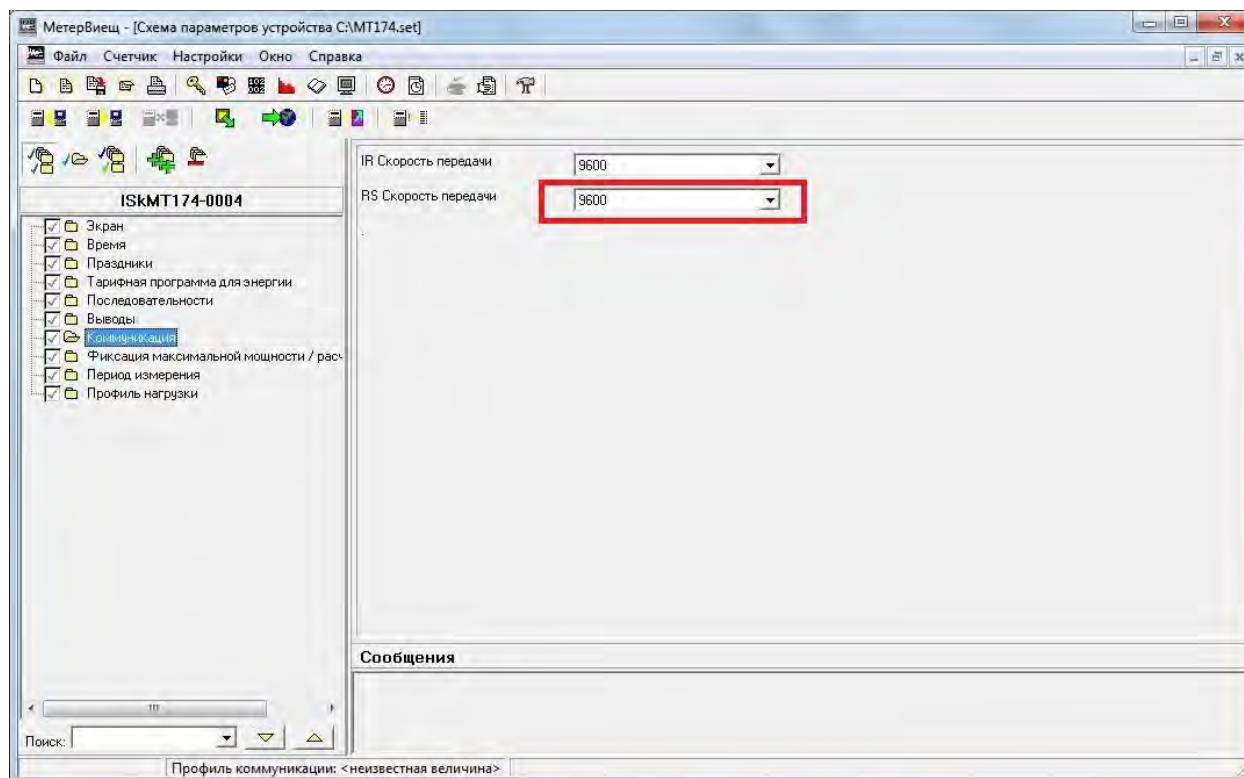 МетерВиещ - [Схема параметров устройства C:\MT174.set]
Файл Счетчик Настройки Окно Справка
IR Скорость передачи 9600
RS Скорость передачи 9600
ISkMT174-0004
Экран
Время
Праздники
Тарифная программа для энергии
Последовательности
Выводы
Коммуникация
Фиксация максимальной мощности / рас
Период измерения
Профиль нагрузки
Сообщения
Поиск:
Профиль коммуникации: <неизвестная величина>